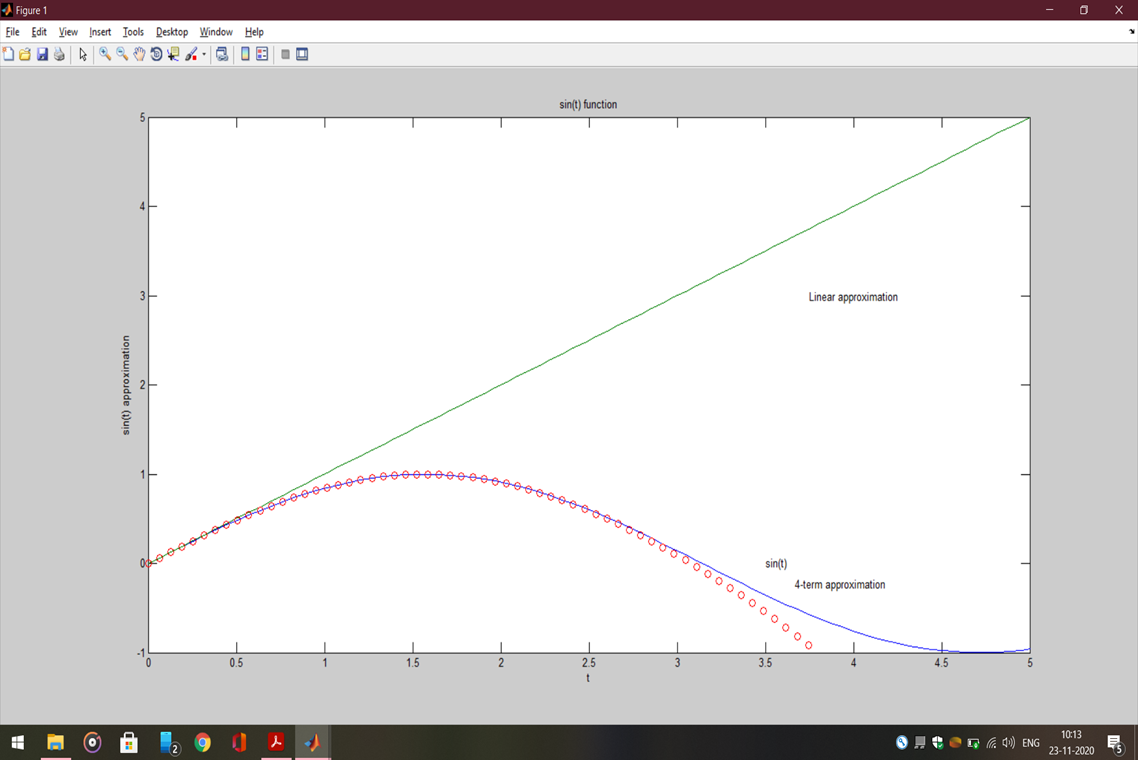 Figure 1
File Edit View Insert Tools Desktop Window Help
sin(t) function
5
4
3
2
1
0
-1
sin(t) approximation
Linear approximation
sin(t)
4-term approximation
0 0.5 1 1.5 2 2.5 3 3.5 4 4.5 5
t
2
ENG
10:13
23-11-2020
5